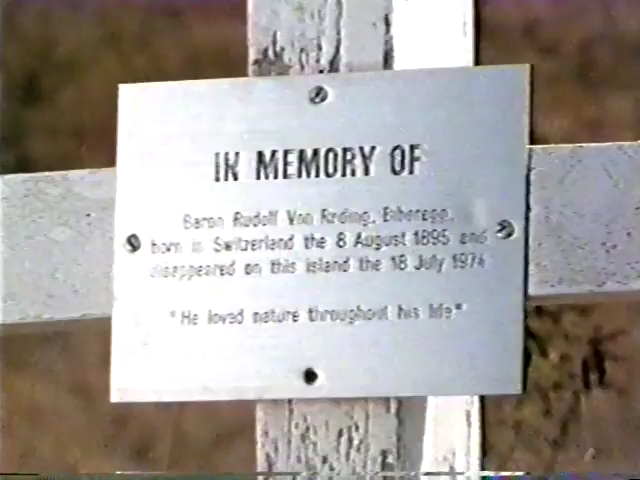 IN MEMORY OF
Baron Rudolf Von Reding, Biberegg,
born in Switzerland the 8 August 1895 and
disappeared on this island the 18 July 1974
"He loved nature throughout his life"